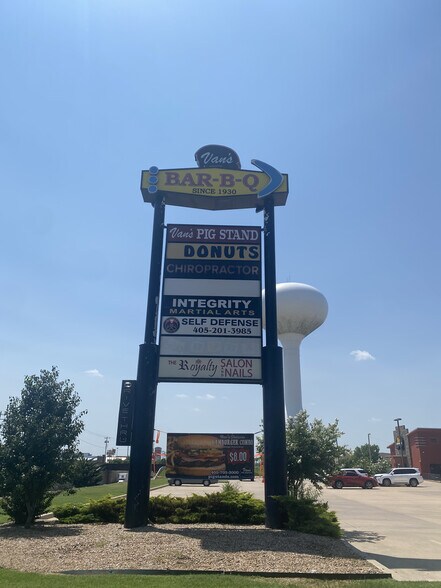 Van's
BAR-B-Q
SINCE 1930
Van's PIG STAND
DONUTS
CHIROPRACTOR
INTEGRITY
MARTIAL ARTS
SELF DEFENSE
405-201-3985
THE Royalty SALON
AND NAILS
$8.00